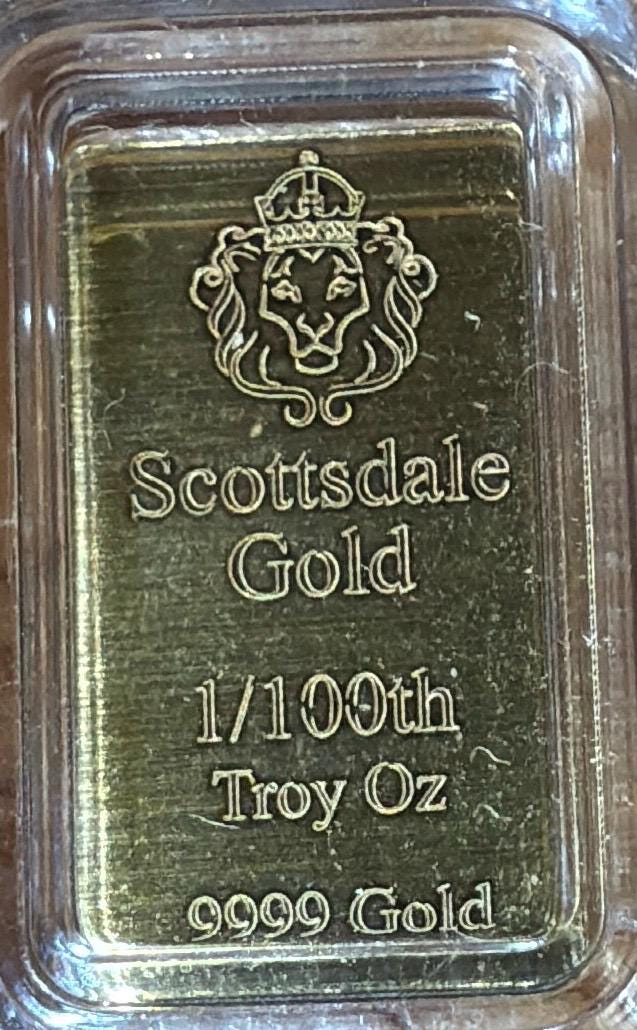 Scottsdale
Gold
1/100th
Troy Oz
9999 Gold